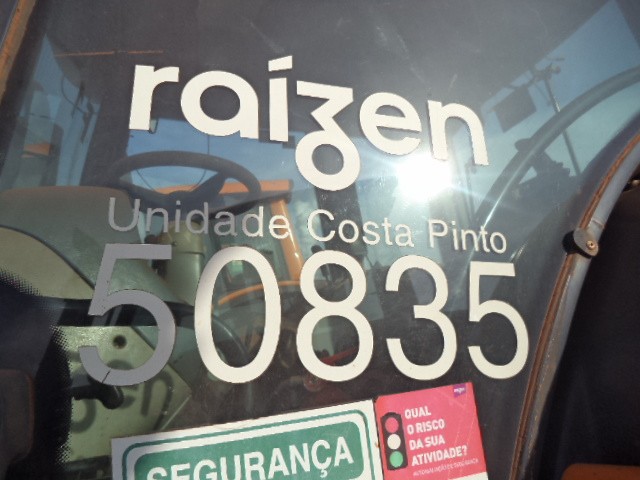 raízen
Unidade Costa Pinto
50835
SEGURANÇA
QUAL
O RISCO
DA SUA
ATIVIDADE?